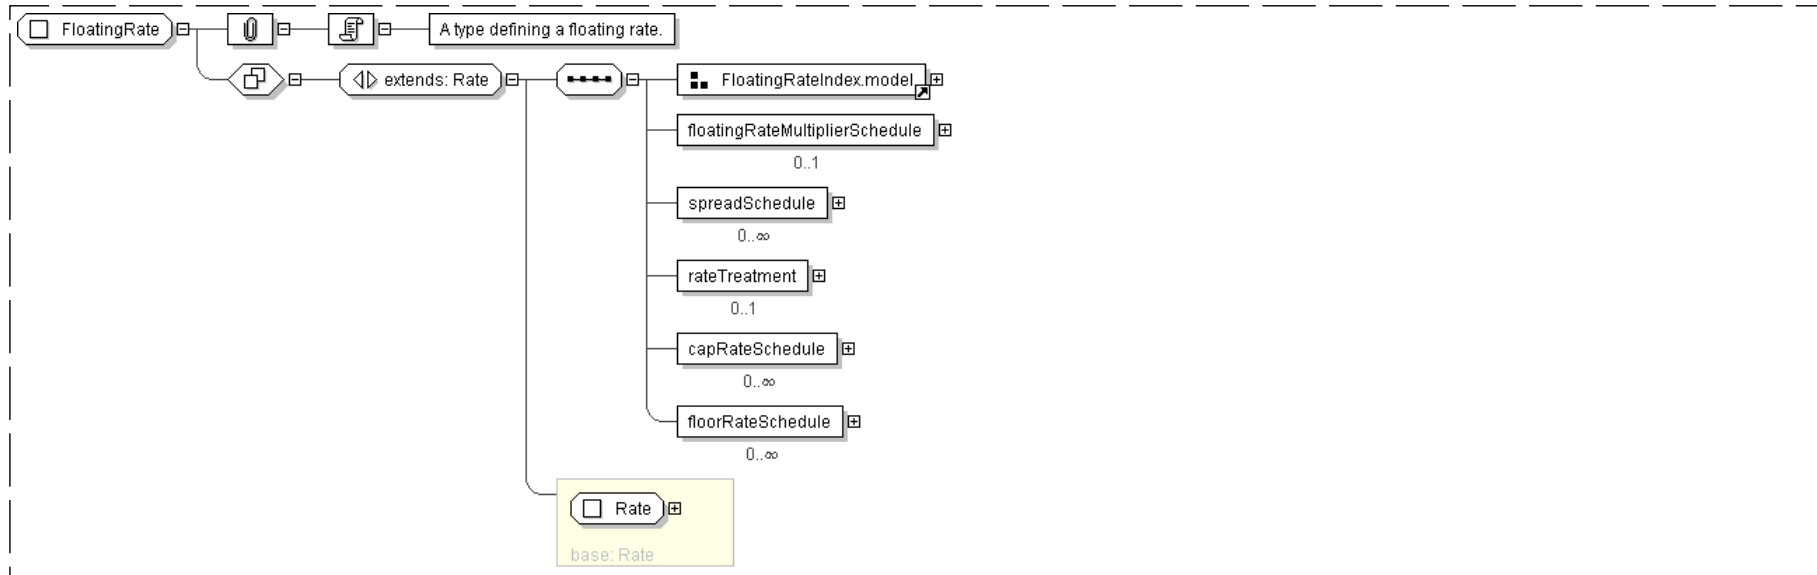 FloatingRate
A type defining a floating rate.
extends: Rate
FloatingRateIndex.model
floatingRateMultiplierSchedule
0..1
spreadSchedule
0..∞
rateTreatment
0..1
capRateSchedule
0..∞
floorRateSchedule
0..∞
Rate
base: Rate